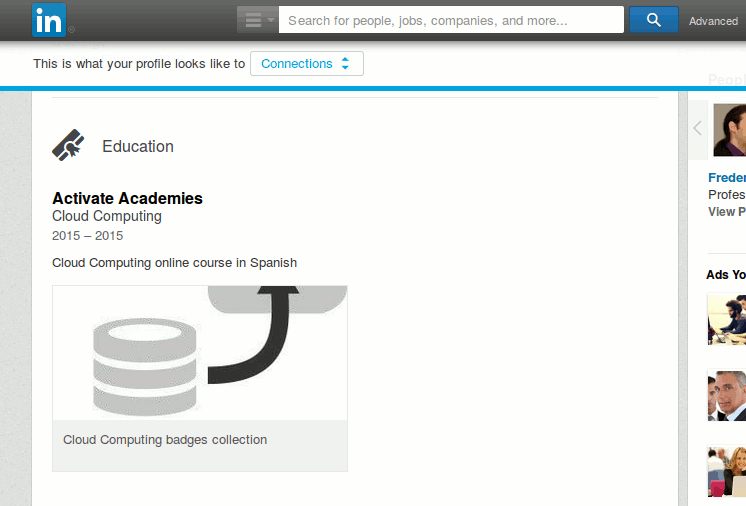 in®
Search for people, jobs, companies, and more...
Advanced
This is what your profile looks like to Connections
Peopl
Education
Activate Academies
Cloud Computing
2015 – 2015
Cloud Computing online course in Spanish
Cloud Computing badges collection
Freder
Profes
View P
Ads Yo